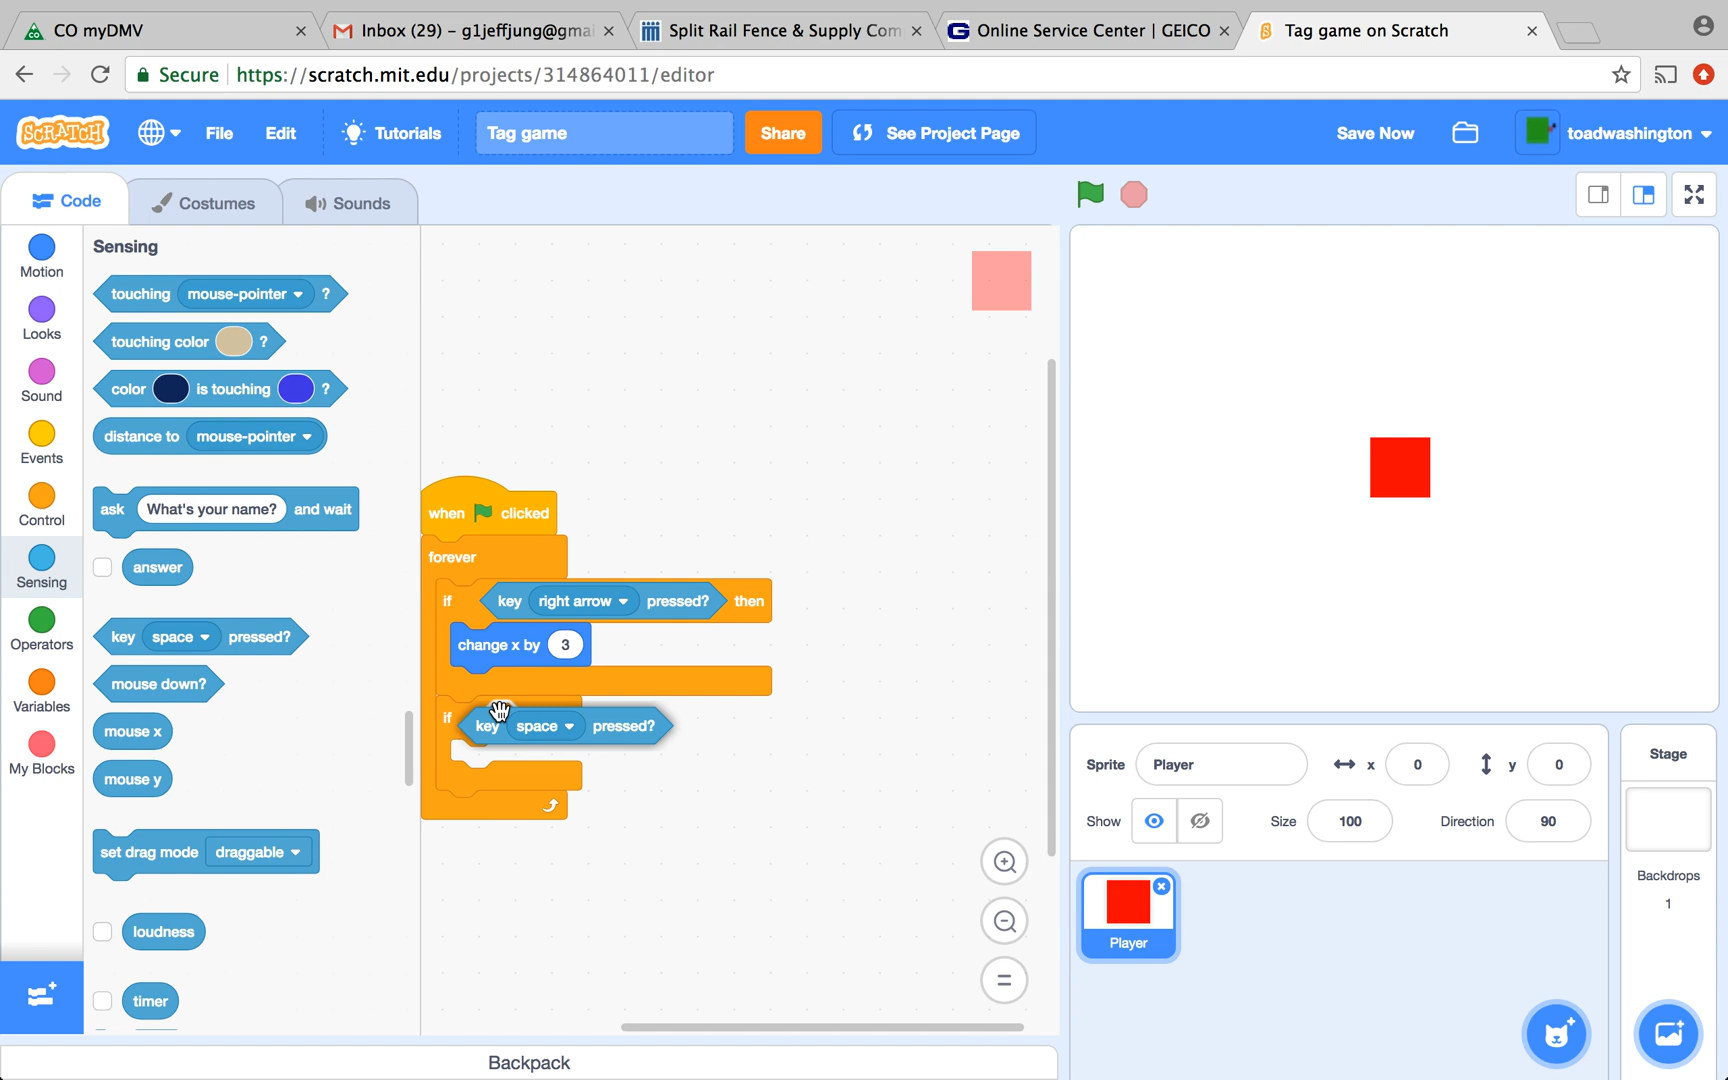 CO myDMV
Inbox (29) – g1jeffjung@gmai
Split Rail Fence & Supply Com
Online Service Center | GEICO
Tag game on Scratch
Secure https://scratch.mit.edu/projects/314864011/editor
SCRATCH File Edit Tutorials Tag game Share See Project Page Save Now toadwashington
Code Costumes Sounds
Motion
Looks
Sound
Events
Control
Sensing
Operators
Variables
My Blocks
Sensing
touching mouse-pointer ?
touching color ?
color is touching ?
distance to mouse-pointer
ask What's your name? and wait
answer
key space pressed?
mouse down?
mouse x
mouse y
set drag mode draggable
loudness
timer
when clicked
forever
if key right arrow pressed? then
change x by 3
if key space pressed?
Backpack
Sprite Player x 0 y 0
Show Size 100 Direction 90
Player
Stage
Backdrops
1